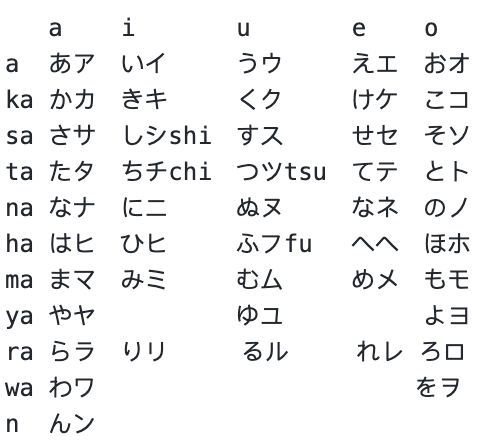 a i u e o
a あア いイ うウ えエ おオ
ka かカ きキ くク けケ こコ
sa さサ しシshi すス せセ そソ
ta たタ ちチchi つツtsu てテ とト
na なナ にニ ぬヌ なネ のノ
ha はヒ ひヒ ふフfu へヘ ほホ
ma まマ みミ むム めメ もモ
ya やヤ ゆユ よヨ
ra らラ りリ るル れレ ろロ
wa わワ をヲ
n んン